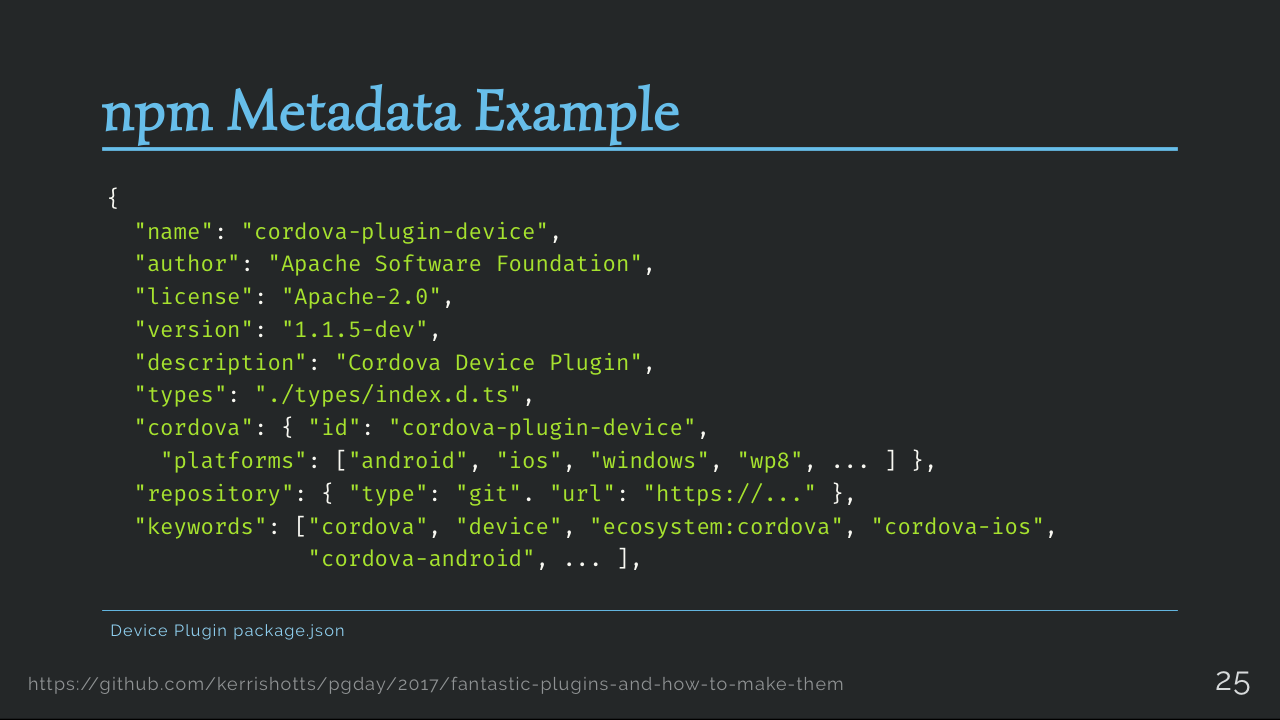 npm Metadata Example
{
"name": "cordova-plugin-device",
"author": "Apache Software Foundation",
"license": "Apache-2.0",
"version": "1.1.5-dev",
"description": "Cordova Device Plugin",
"types": "./types/index.d.ts",
"cordova": { "id": "cordova-plugin-device",
"platforms": ["android", "ios", "windows", "wp8", ... ] },
"repository": { "type": "git". "url": "https://..." },
"keywords": ["cordova", "device", "ecosystem:cordova", "cordova-ios",
"cordova-android", ... ],
Device Plugin package.json
https://github.com/kerrishotts/pgday/2017/fantastic-plugins-and-how-to-make-them
25